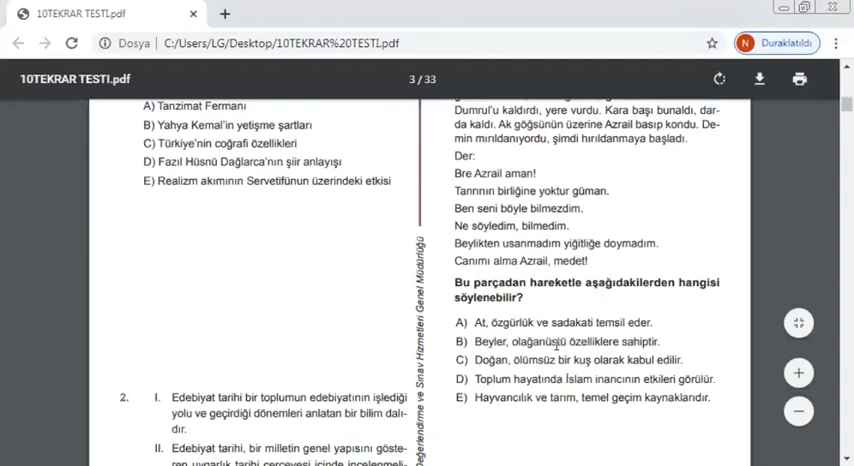 10TEKRAR TESTI.pdf
Dosya | C:/Users/LG/Desktop/10TEKRAR%20TESTI.pdf
N Duraklatıldı
10TEKRAR TESTI.pdf
3 / 33
A) Tanzimat Fermanı
B) Yahya Kemal'in yetişme şartları
C) Türkiye'nin coğrafi özellikleri
D) Fazıl Hüsnü Dağlarca'nın şiir anlayışı
E) Realizm akımının Servetifünun üzerindeki etkisi
2. I. Edebiyat tarihi bir toplumun edebiyatının işlediği
yolu ve geçirdiği dönemleri anlatan bir bilim dalı-
dır.
II. Edebiyat tarihi, bir milletin genel yapısını göste-
ren uygarlık tarihi çerçevesi içinde incelenmeli-
Değerlendirme ve Sınav Hizmetleri Genel Müdürlüğü
Dumrul'u kaldırdı, yere vurdu. Kara başı bunaldı, dar-
da kaldı. Ak göğsünün üzerine Azrail basıp kondu. De-
min mırıldanıyordu, şimdi hırıldanmaya başladı.
Der:
Bre Azrail aman!
Tanrının birliğine yoktur güman.
Ben seni böyle bilmezdim.
Ne söyledim, bilmedim.
Beylikten usanmadım yiğitliğe doymadım.
Canımı alma Azrail, medet!
Bu parçadan hareketle aşağıdakilerden hangisi
söylenebilir?
A) At, özgürlük ve sadakati temsil eder.
B) Beyler, olağanüstü özelliklere sahiptir.
C) Doğan, ölümsüz bir kuş olarak kabul edilir.
D) Toplum hayatında İslam inancının etkileri görülür.
E) Hayvancılık ve tarım, temel geçim kaynaklarıdır.